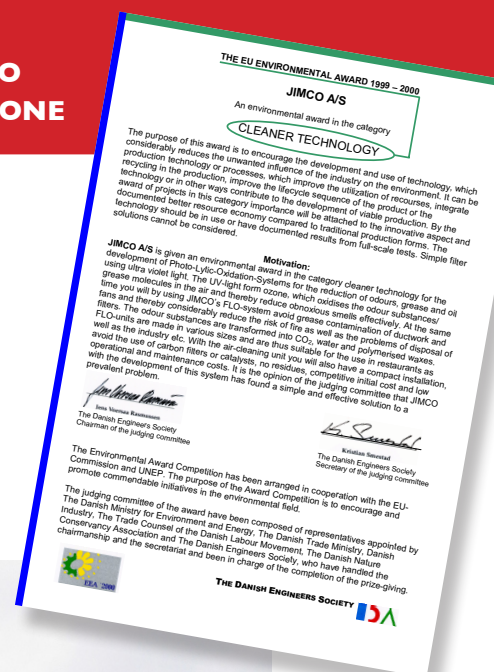 O
ONE
THE EU ENVIRONMENTAL AWARD 1999 – 2000
JIMCO A/S
An environmental award in the category
CLEANER TECHNOLOGY
The purpose of this award is to encourage the development and use of technology, which
considerably reduces the unwanted influence of the industry on the environment. It can be
production technology or processes, which improve the utilization of recourses, integrate
recycling in the production, improve the lifecycle sequence of the product or the
technology or in other ways contribute to the development of viable production. By the
award of projects in this category importance will be attached to the innovative aspect and
documented better resource economy compared to traditional production forms. The
technology should be in use or have documented results from full-scale tests. Simple filter
solutions cannot be considered.
Motivation:
JIMCO A/S is given an environmental award in the category cleaner technology for the
development of Photo-Lytic-Oxidation-Systems for the reduction of odours, grease and oil
using ultra violet light. The UV-light form ozone, which oxidises the odour substances/
grease molecules in the air and thereby reduce obnoxious smells effectively. At the same
time you will by using JIMCO's FLO-system avoid grease contamination of ductwork and
fans and thereby considerably reduce the risk of fire as well as the problems of disposal of
filters. The odour substances are transformed into CO₂, water and polymerised waxes.
FLO-units are made in various sizes and are thus suitable for the use in restaurants as
well as the industry etc. With the air-cleaning unit you will also have a compact installation,
avoid the use of carbon filters or catalysts, no residues, competitive initial cost and low
operational and maintenance costs. It is the opinion of the judging committee that JIMCO
with the development of this system has found a simple and effective solution to a
prevalent problem.
Jens Vornøe Rasmussen
The Danish Engineers Society
Chairman of the judging committee
Kristian Smestad
The Danish Engineers Society
Secretary of the judging committee
The Environmental Award Competition has been arranged in cooperation with the EU-
Commission and UNEP. The purpose of the Award Competition is to encourage and
promote commendable initiatives in the environmental field.
The judging committee of the award have been composed of representatives appointed by
The Danish Ministry for Environment and Energy, The Danish Trade Ministry, Danish
Industry, The Trade Counsel of the Danish Labour Movement, The Danish Nature
Conservancy Association and The Danish Engineers Society, who have handled the
chairmanship and the secretariat and been in charge of the completion of the prize-giving.
EEA 2000
THE DANISH ENGINEERS SOCIETY